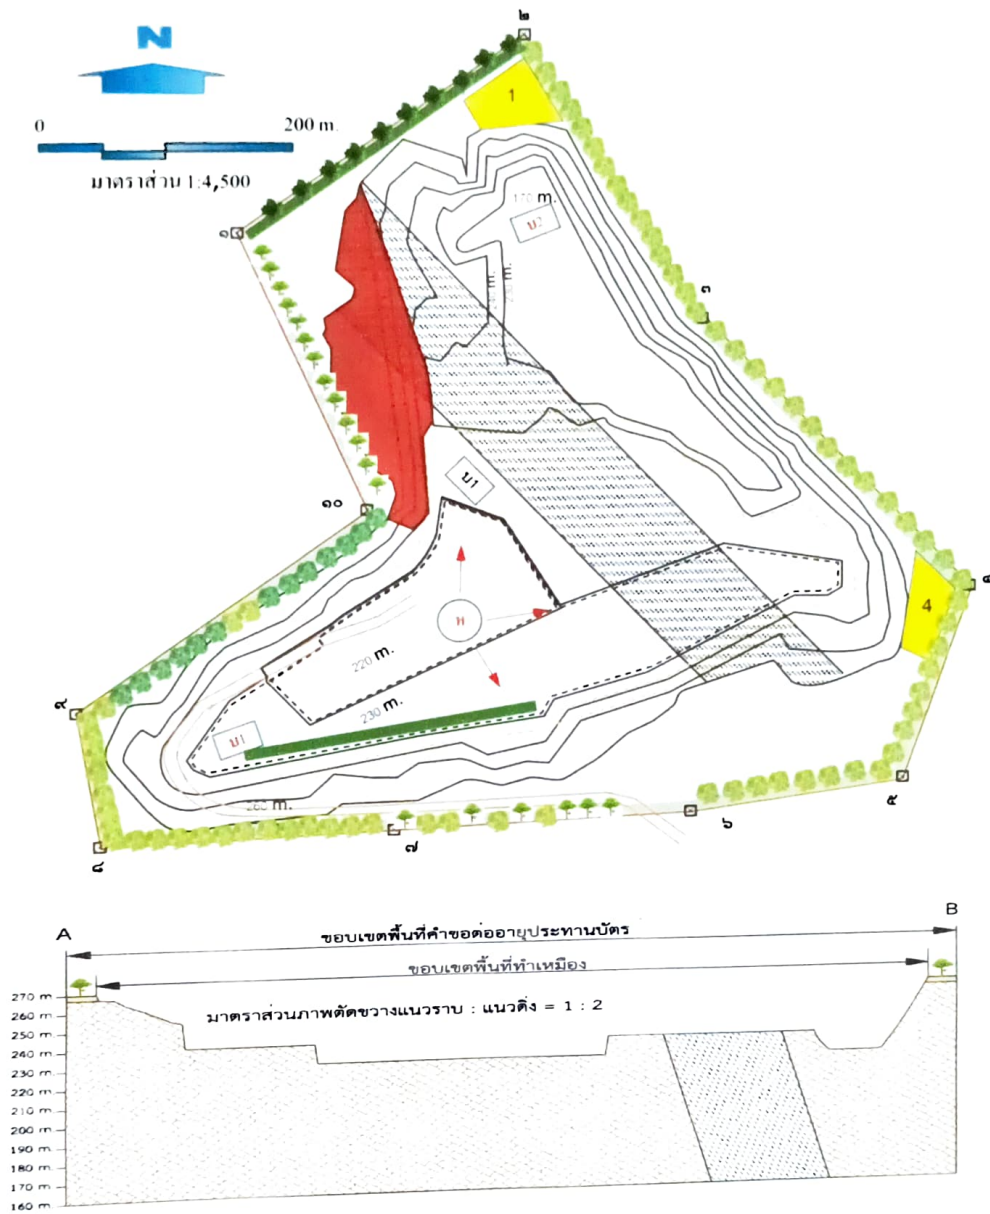 N
0 200 m.
มาตราส่วน 1:4,500
๒
1
170 m.
บ2
m.
m.
๑
๓
๑๐
บ1
๔
4
ห
220 m.
230 m.
บ1
260 m.
๙
๕
๖
๗
๘
A B
ขอบเขตพื้นที่คำขอต่ออายุประทานบัตร
ขอบเขตพื้นที่ทำเหมือง
มาตราส่วนภาพตัดขวางแนวราบ : แนวดิ่ง = 1 : 2
270 m
260 m
250 m
240 m
230 m
220 m
210 m
200 m
190 m
180 m
170 m
160 m